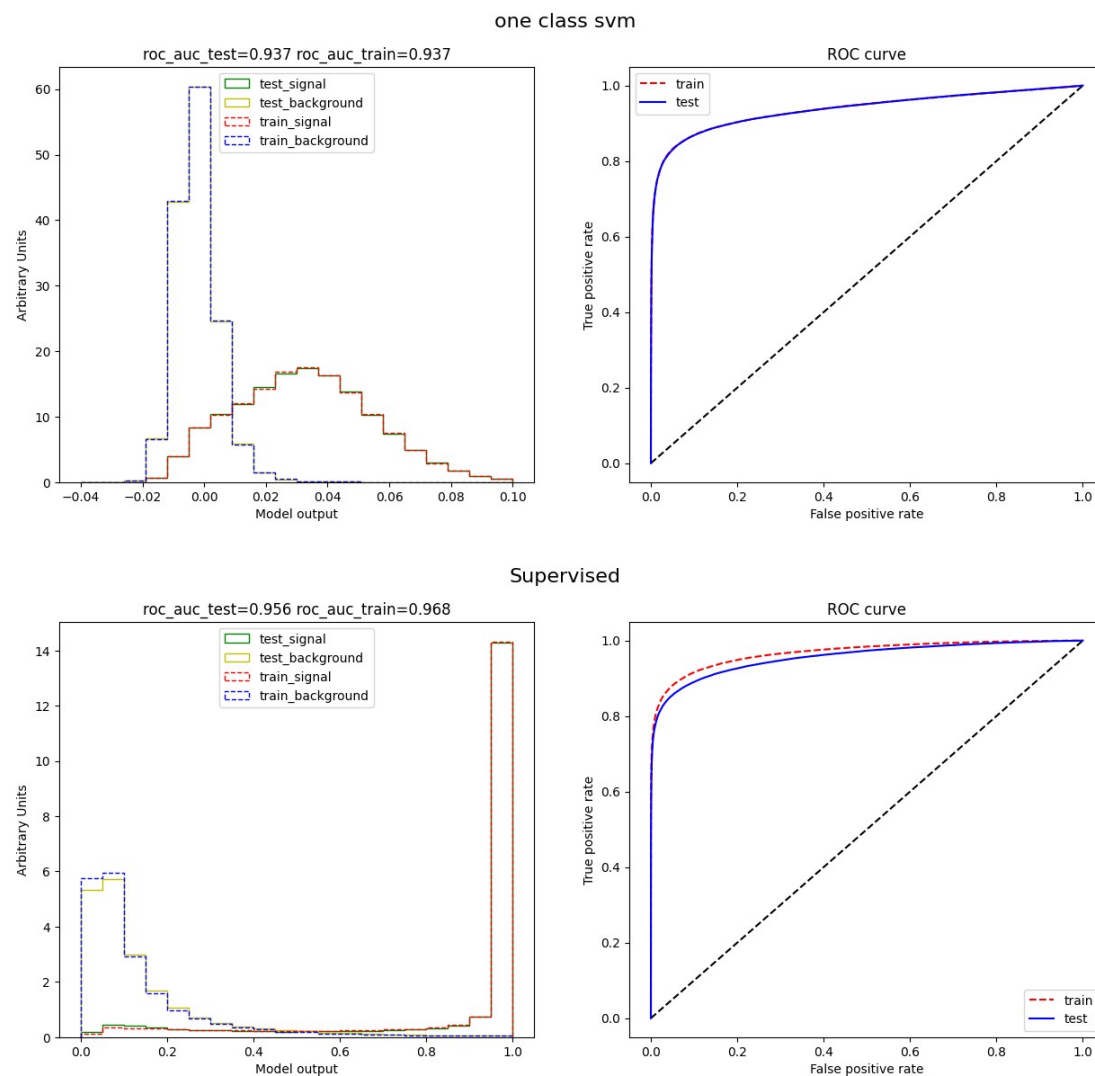 one class svm
roc_auc_test=0.937 roc_auc_train=0.937
60
50
40
30
20
10
0
Arbitrary Units
test_signal
test_background
train_signal
train_background
−0.04 −0.02 0.00 0.02 0.04 0.06 0.08 0.10
Model output
ROC curve
1.0
0.8
0.6
0.4
0.2
0.0
True positive rate
train
test
0.0 0.2 0.4 0.6 0.8 1.0
False positive rate
Supervised
roc_auc_test=0.956 roc_auc_train=0.968
14
12
10
8
6
4
2
0
Arbitrary Units
test_signal
test_background
train_signal
train_background
0.0 0.2 0.4 0.6 0.8 1.0
Model output
ROC curve
1.0
0.8
0.6
0.4
0.2
0.0
True positive rate
train
test
0.0 0.2 0.4 0.6 0.8 1.0
False positive rate